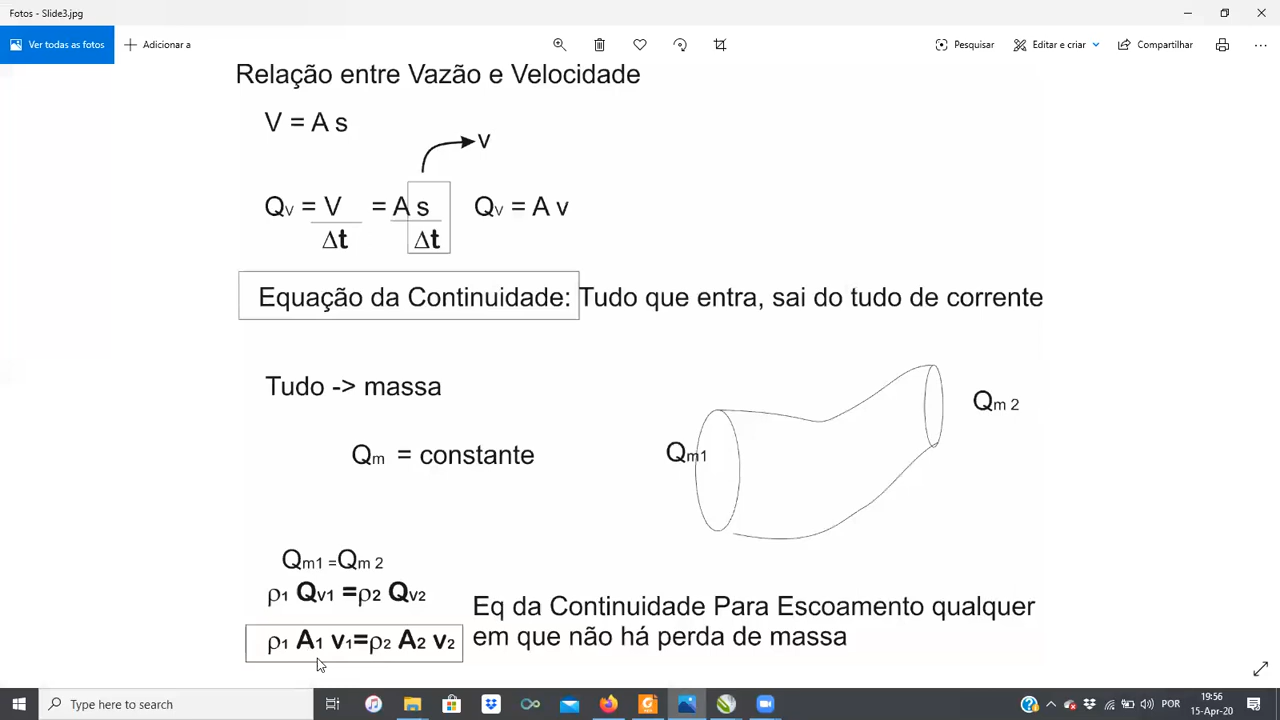 Fotos - Slide3.jpg
Ver todas as fotos
Adicionar a
Pesquisar
Editar e criar
Compartilhar
Relação entre Vazão e Velocidade
V = A s
v
Qv = V = A s Qv = A v
∆t ∆t
Equação da Continuidade: Tudo que entra, sai do tudo de corrente
Tudo -> massa
Qm 2
Qm = constante
Qm1
Qm1 =Qm 2
ρ1 Qv1 =ρ2 Qv2
ρ1 A1 v1=ρ2 A2 v2
Eq da Continuidade Para Escoamento qualquer
em que não há perda de massa
Type here to search
POR
19:56
15-Apr-20